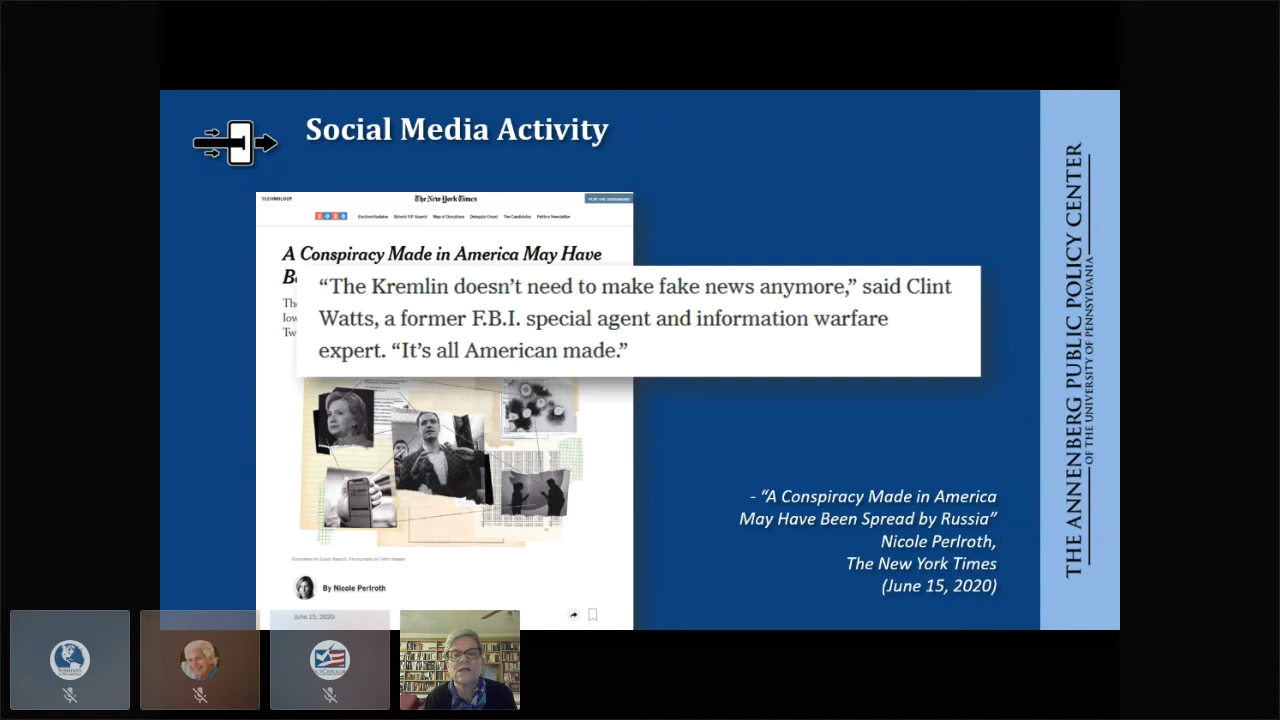 Social Media Activity
TECHNOLOGY
The New York Times
2020
A Conspiracy Made in America May Have
“The Kremlin doesn’t need to make fake news anymore,” said Clint
Watts, a former F.B.I. special agent and information warfare
expert. “It’s all American made.”
By Nicole Perlroth
June 15, 2020
- “A Conspiracy Made in America
May Have Been Spread by Russia”
Nicole Perlroth,
The New York Times
(June 15, 2020)
THE ANNENBERG PUBLIC POLICY CENTER
OF THE UNIVERSITY OF PENNSYLVANIA